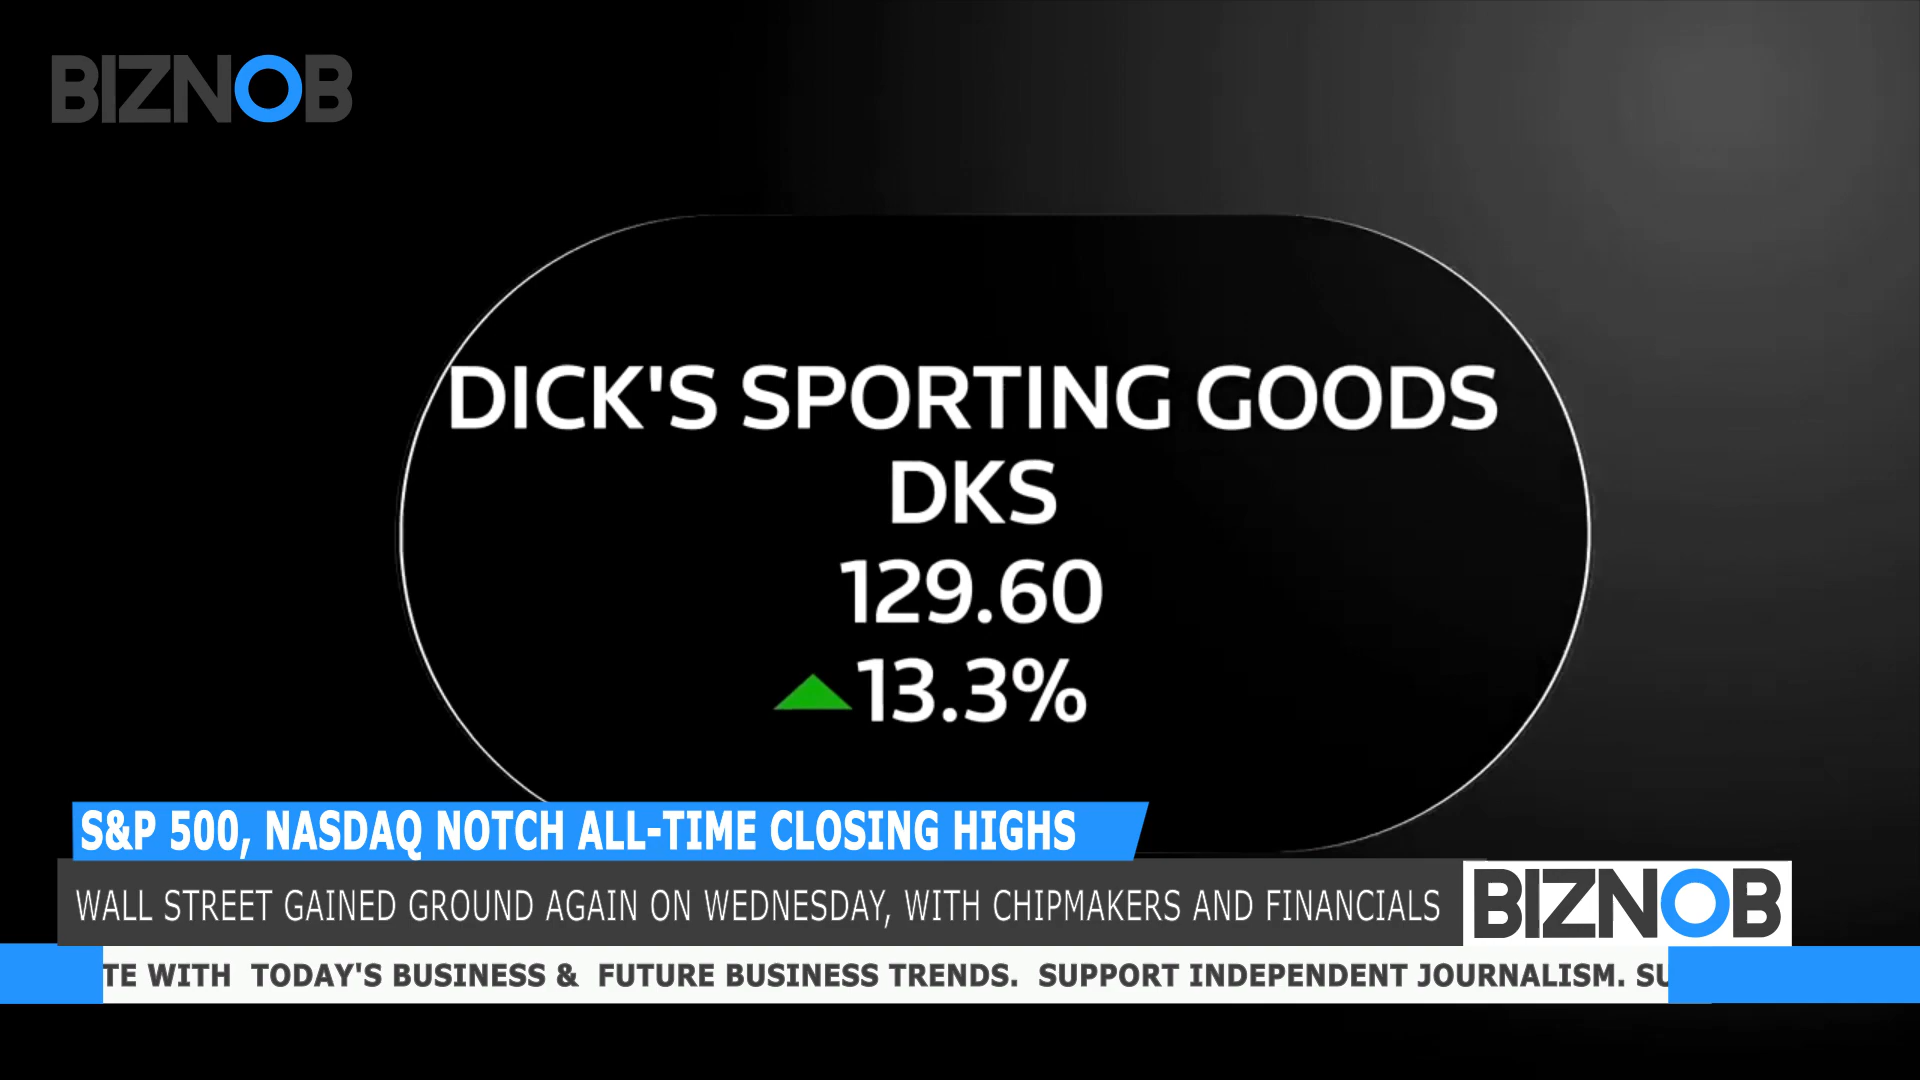 BIZNOB
DICK'S SPORTING GOODS
DKS
129.60
13.3%
S&P 500, NASDAQ NOTCH ALL-TIME CLOSING HIGHS
WALL STREET GAINED GROUND AGAIN ON WEDNESDAY, WITH CHIPMAKERS AND FINANCIALS
BIZNOB
TE WITH TODAY'S BUSINESS & FUTURE BUSINESS TRENDS. SUPPORT INDEPENDENT JOURNALISM. SU